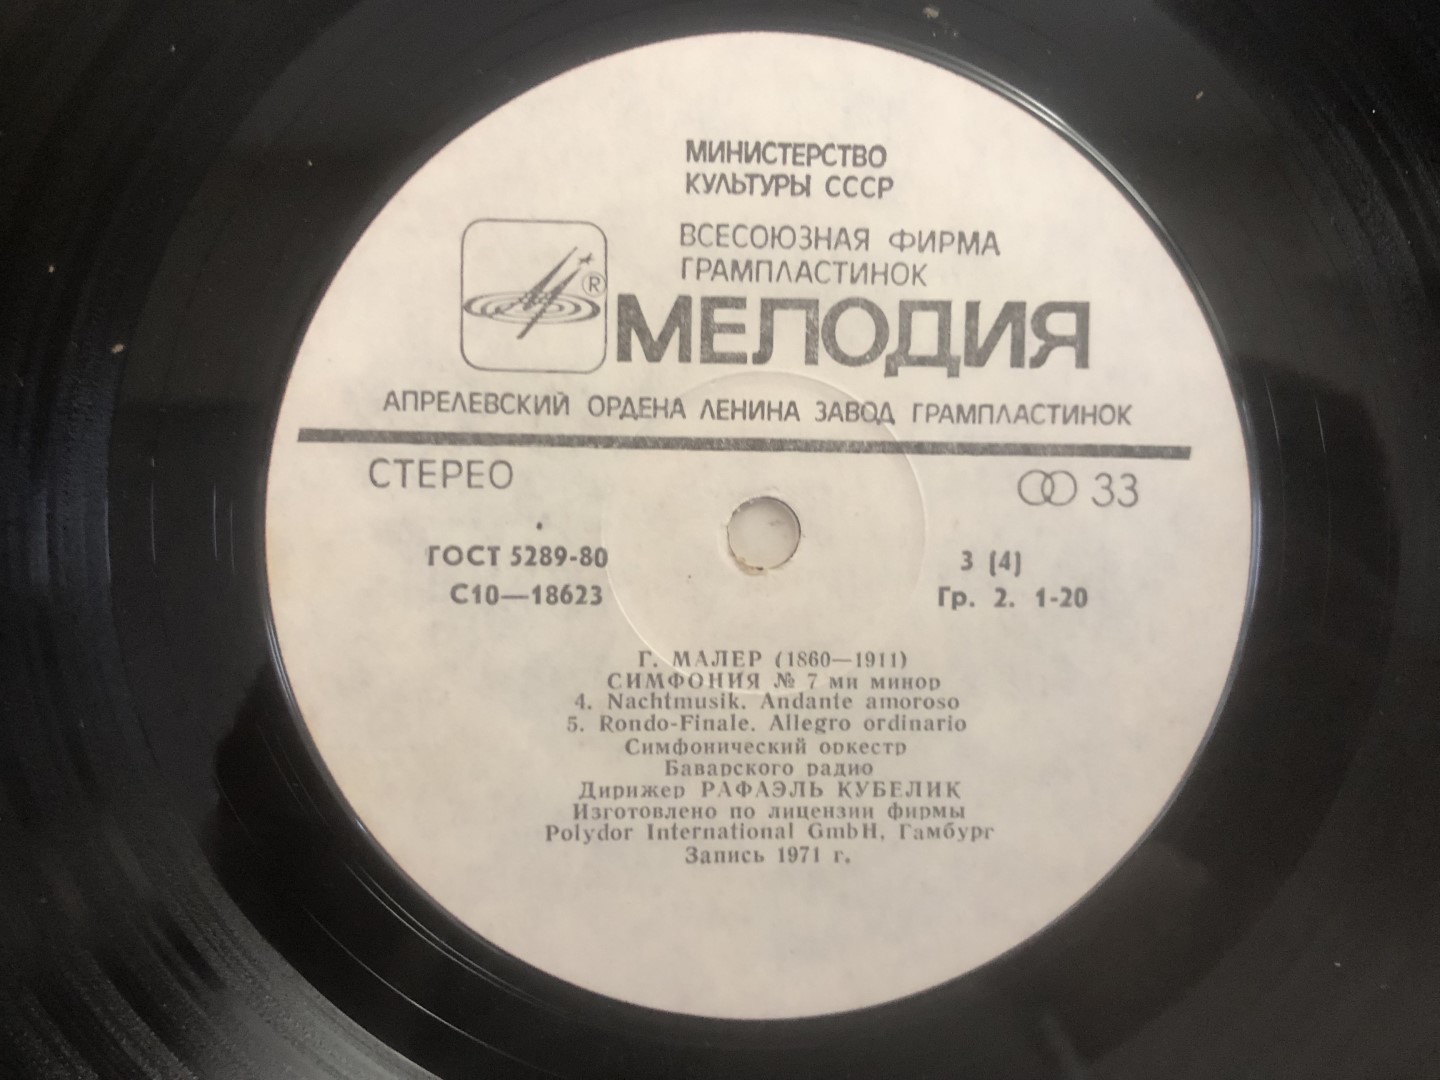 МИНИСТЕРСТВО
КУЛЬТУРЫ СССР
ВСЕСОЮЗНАЯ ФИРМА
ГРАМПЛАСТИНОК
®
МЕЛОДИЯ
АПРЕЛЕВСКИЙ ОРДЕНА ЛЕНИНА ЗАВОД ГРАМПЛАСТИНОК
СТЕРЕО 33
ГОСТ 5289-80 3 (4)
С10—18623 Гр. 2. 1-20
Г. МАЛЕР (1860—1911)
СИМФОНИЯ № 7 ми минор
4. Nachtmusik. Andante amoroso
5. Rondo-Finale. Allegro ordinario
Симфонический оркестр
Баварского радио
Дирижер РАФАЭЛЬ КУБЕЛИК
Изготовлено по лицензии фирмы
Polydor International GmbH, Гамбург
Запись 1971 г.